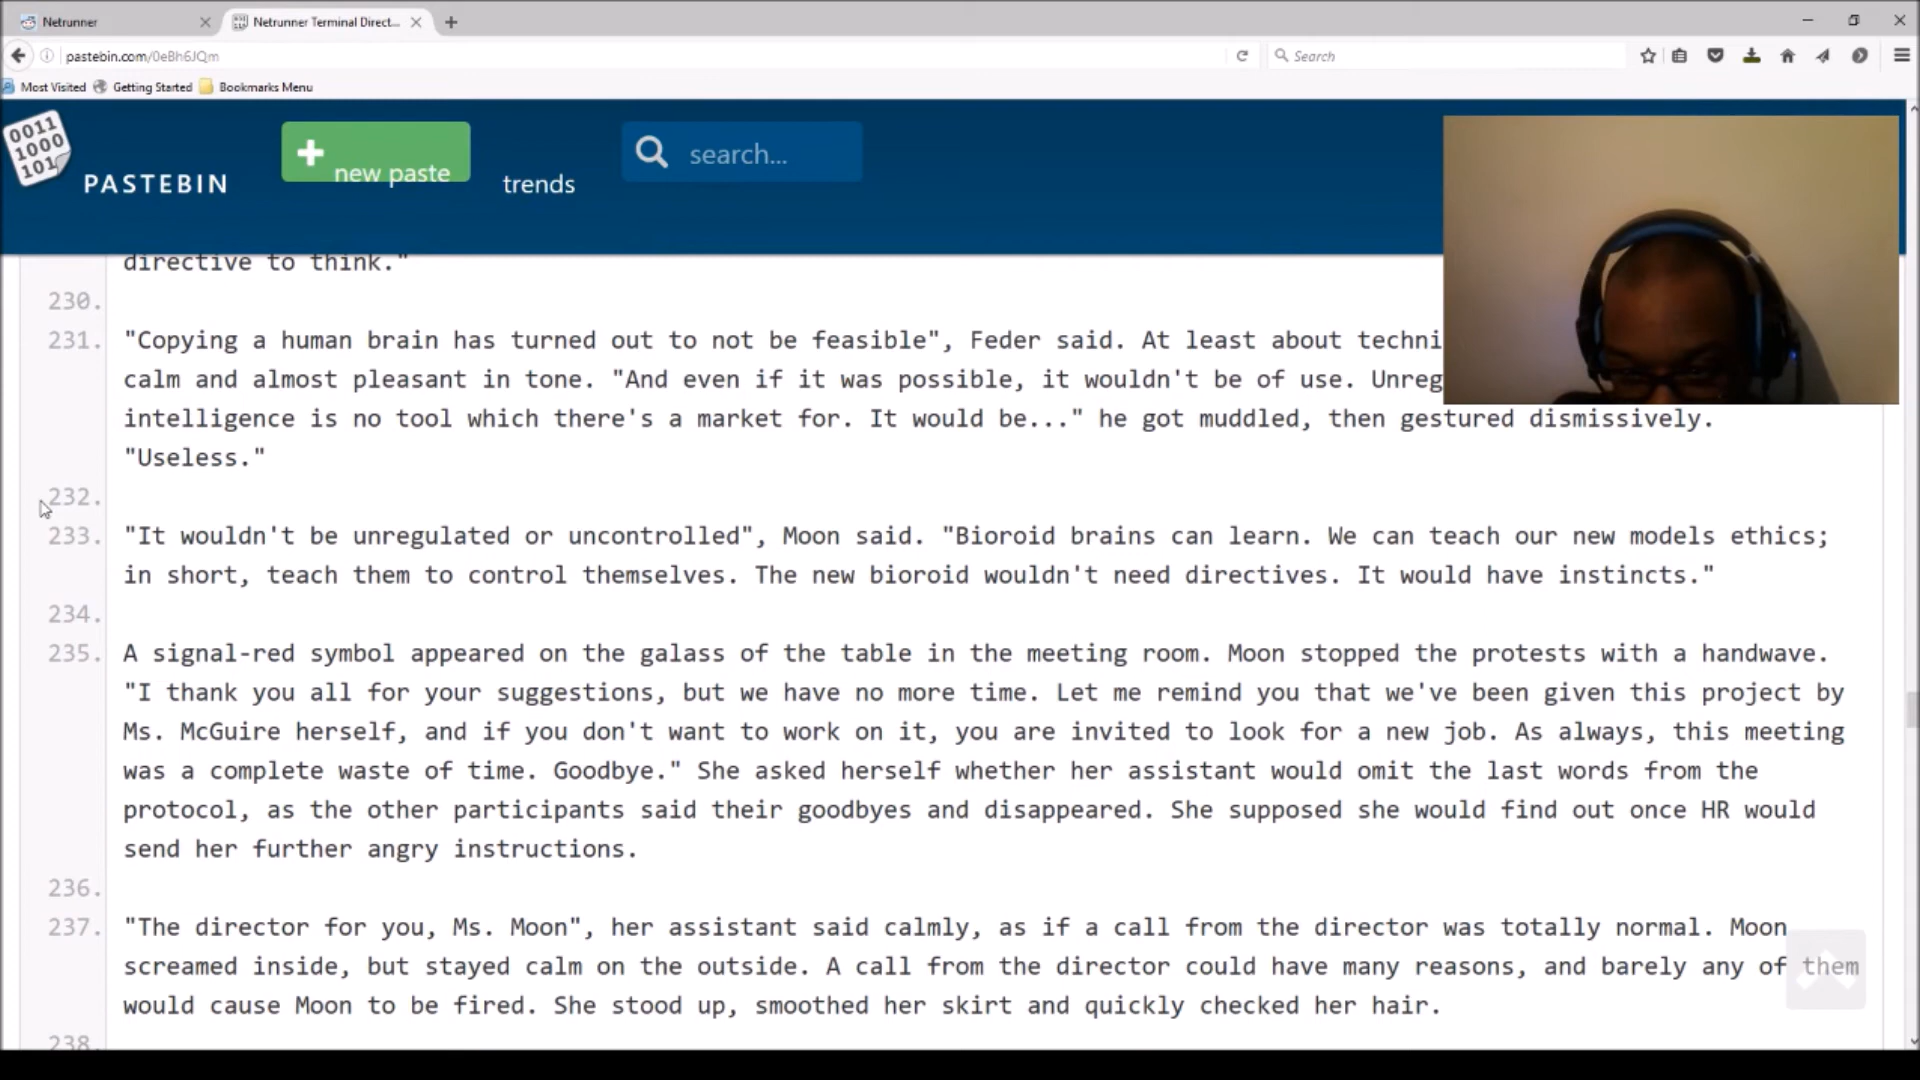 Netrunner
Netrunner Terminal Direct...
pastebin.com/0eBh6JQm
Search
Most Visited
Getting Started
Bookmarks Menu
0011
1000
101
PASTEBIN
new paste
trends
search...
directive to think."
230.
231. "Copying a human brain has turned out to not be feasible", Feder said. At least about techni
calm and almost pleasant in tone. "And even if it was possible, it wouldn't be of use. Unreg
intelligence is no tool which there's a market for. It would be..." he got muddled, then gestured dismissively.
"Useless."
232.
233. "It wouldn't be unregulated or uncontrolled", Moon said. "Bioroid brains can learn. We can teach our new models ethics;
in short, teach them to control themselves. The new bioroid wouldn't need directives. It would have instincts."
234.
235. A signal-red symbol appeared on the galass of the table in the meeting room. Moon stopped the protests with a handwave.
"I thank you all for your suggestions, but we have no more time. Let me remind you that we've been given this project by
Ms. McGuire herself, and if you don't want to work on it, you are invited to look for a new job. As always, this meeting
was a complete waste of time. Goodbye." She asked herself whether her assistant would omit the last words from the
protocol, as the other participants said their goodbyes and disappeared. She supposed she would find out once HR would
send her further angry instructions.
236.
237. "The director for you, Ms. Moon", her assistant said calmly, as if a call from the director was totally normal. Moon
screamed inside, but stayed calm on the outside. A call from the director could have many reasons, and barely any of them
would cause Moon to be fired. She stood up, smoothed her skirt and quickly checked her hair.
238.